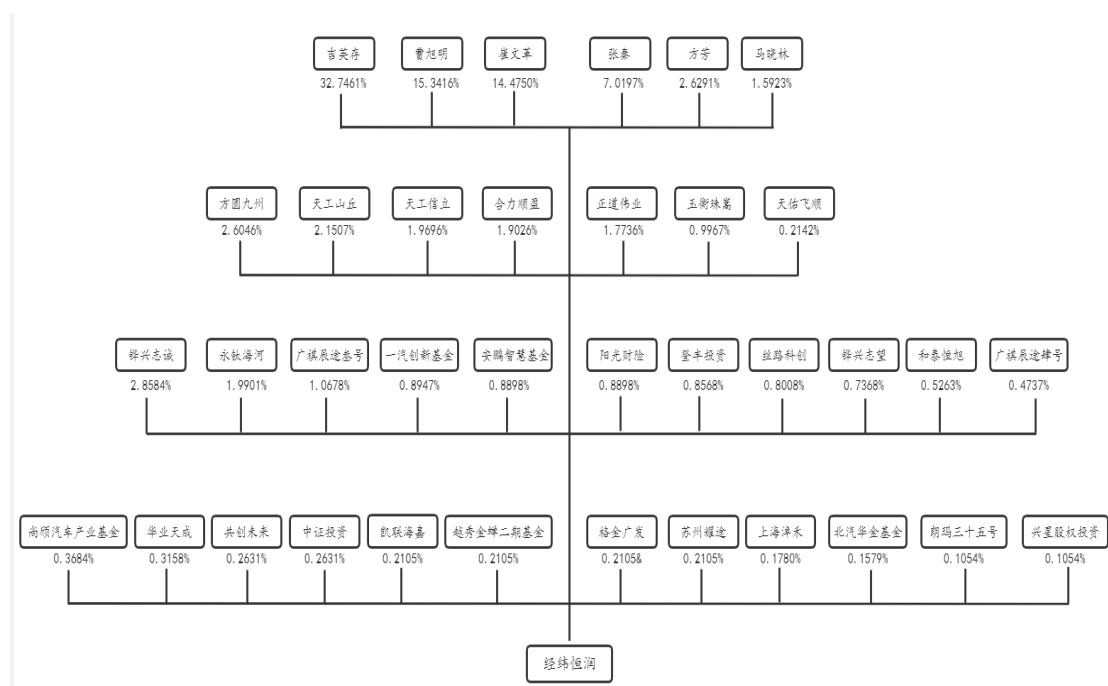 吉英存 曹旭明 崔文革 张秦 方芳 马晓林
32.7461% 15.3416% 14.4750% 7.0197% 2.6291% 1.5923%
方圆九州 天工山丘 天工信立 合力顺盈 正道伟业 玉衡珠嵩 天佑飞顺
2.6046% 2.1507% 1.9696% 1.9026% 1.7736% 0.9967% 0.2142%
铧兴志诚 永钛海河 广祺辰途叁号 一汽创新基金 安鹏智慧基金 阳光财险 登丰投资 丝路科创 铧兴志望 和泰恒旭 广祺辰途肆号
2.8584% 1.9901% 1.0678% 0.8947% 0.8898% 0.8898% 0.8568% 0.8008% 0.7368% 0.5263% 0.4737%
尚颀汽车产业基金 华业天成 共创未来 中证投资 凯联海嘉 越秀金蝉二期基金 格金广发 苏州耀途 上海淖禾 北汽华金基金 朗玛三十五号 兴星股权投资
0.3684% 0.3158% 0.2631% 0.2631% 0.2105% 0.2105% 0.2105& 0.2105% 0.1780% 0.1579% 0.1054% 0.1054%
经纬恒润